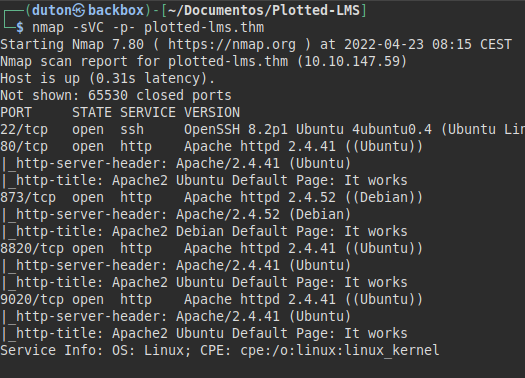 ┌──(duton㉿backbox)-[~/Documentos/Plotted-LMS]
└─$ nmap -sVC -p- plotted-lms.thm
Starting Nmap 7.80 ( https://nmap.org ) at 2022-04-23 08:15 CEST
Nmap scan report for plotted-lms.thm (10.10.147.59)
Host is up (0.31s latency).
Not shown: 65530 closed ports
PORT     STATE SERVICE VERSION
22/tcp   open  ssh     OpenSSH 8.2p1 Ubuntu 4ubuntu0.4 (Ubuntu Lin
80/tcp   open  http    Apache httpd 2.4.41 ((Ubuntu))
|_http-server-header: Apache/2.4.41 (Ubuntu)
|_http-title: Apache2 Ubuntu Default Page: It works
873/tcp  open  http    Apache httpd 2.4.52 ((Debian))
|_http-server-header: Apache/2.4.52 (Debian)
|_http-title: Apache2 Debian Default Page: It works
8820/tcp open  http    Apache httpd 2.4.41 ((Ubuntu))
|_http-server-header: Apache/2.4.41 (Ubuntu)
|_http-title: Apache2 Ubuntu Default Page: It works
9020/tcp open  http    Apache httpd 2.4.41 ((Ubuntu))
|_http-server-header: Apache/2.4.41 (Ubuntu)
|_http-title: Apache2 Ubuntu Default Page: It works
Service Info: OS: Linux; CPE: cpe:/o:linux:linux_kernel